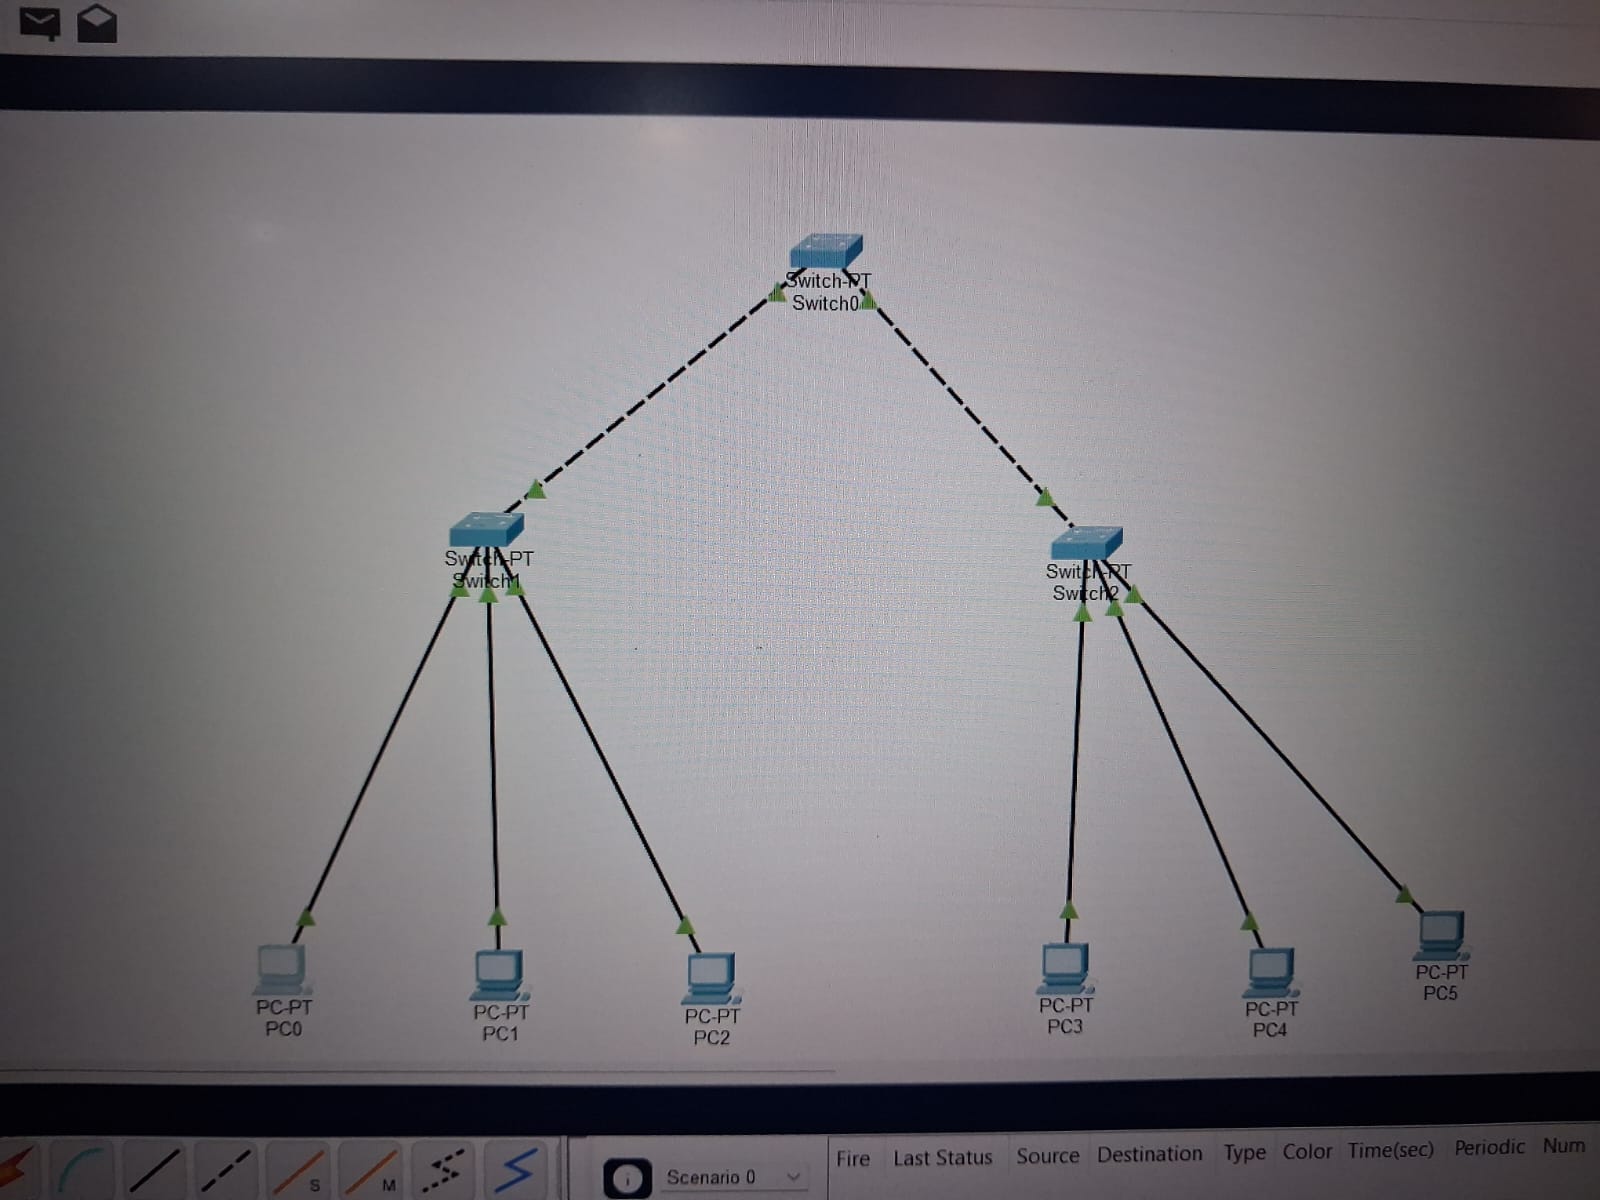 Switch-PT
Switch0
Switch-PT
Switch1
Switch-PT
Switch2
PC-PT
PC0
PC-PT
PC1
PC-PT
PC2
PC-PT
PC3
PC-PT
PC4
PC-PT
PC5
S
M
Scenario 0
Fire Last Status Source Destination Type Color Time(sec) Periodic Num